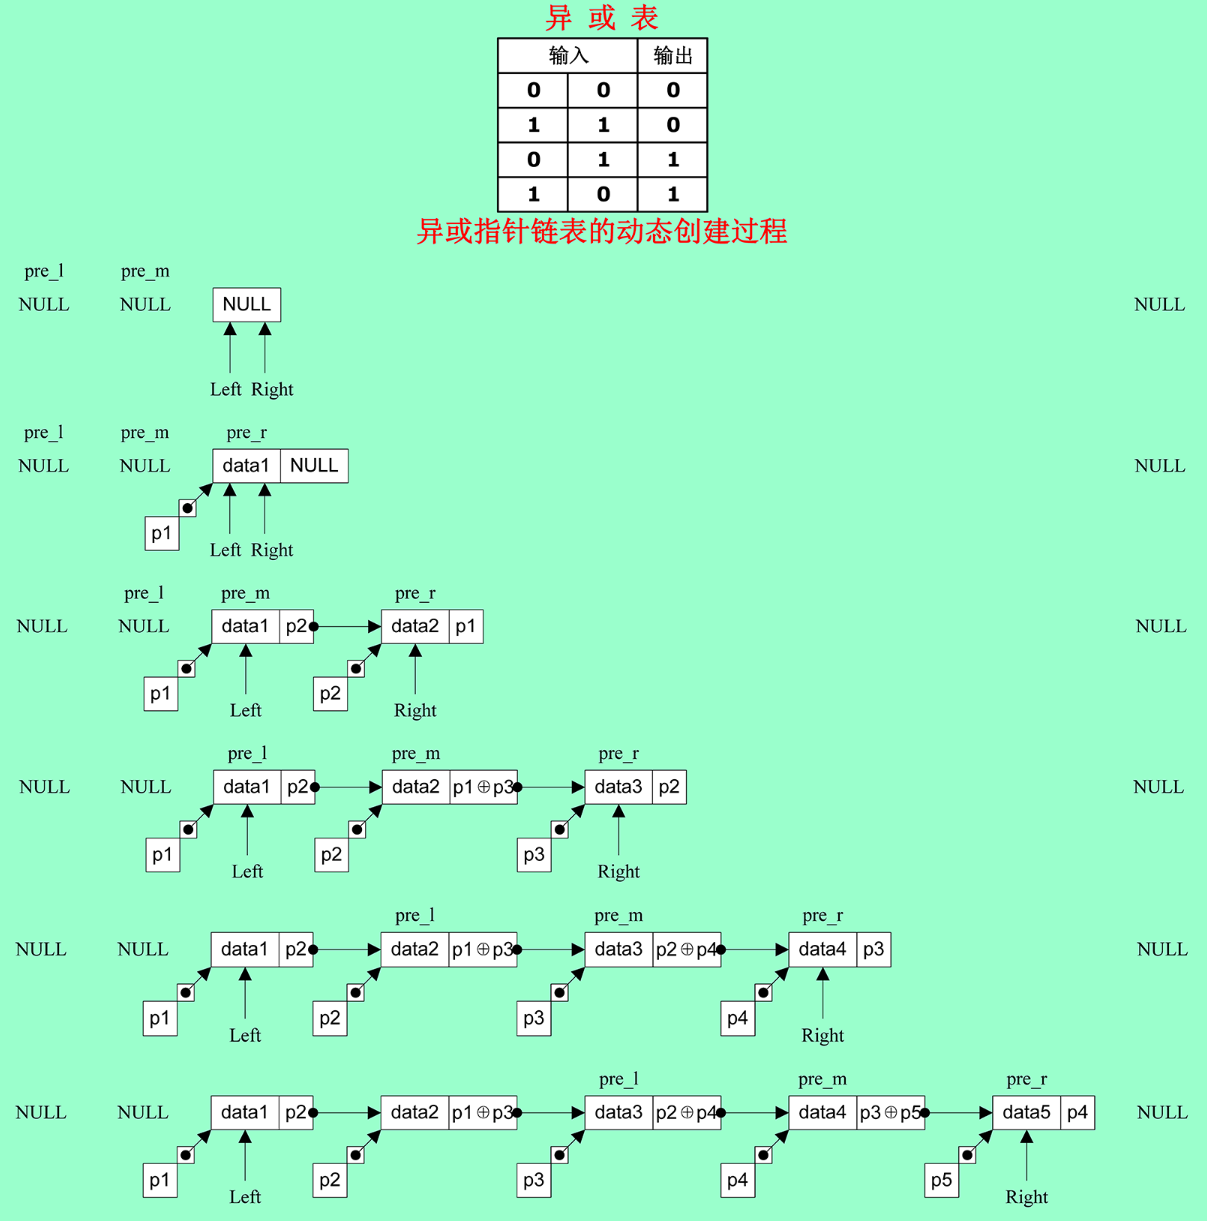 异 或 表
输入 输出
0 0 0
1 1 0
0 1 1
1 0 1
异或指针链表的动态创建过程
pre_l pre_m
NULL NULL NULL NULL
Left Right
pre_l pre_m pre_r
NULL NULL data1 NULL NULL
p1
Left Right
pre_l pre_m pre_r
NULL NULL data1 p2 data2 p1 NULL
p1 p2
Left Right
pre_l pre_m pre_r
NULL NULL data1 p2 data2 p1⊕p3 data3 p2 NULL
p1 p2 p3
Left Right
pre_l pre_m pre_r
NULL NULL data1 p2 data2 p1⊕p3 data3 p2⊕p4 data4 p3 NULL
p1 p2 p3 p4
Left Right
pre_l pre_m pre_r
NULL NULL data1 p2 data2 p1⊕p3 data3 p2⊕p4 data4 p3⊕p5 data5 p4 NULL
p1 p2 p3 p4 p5
Left Right